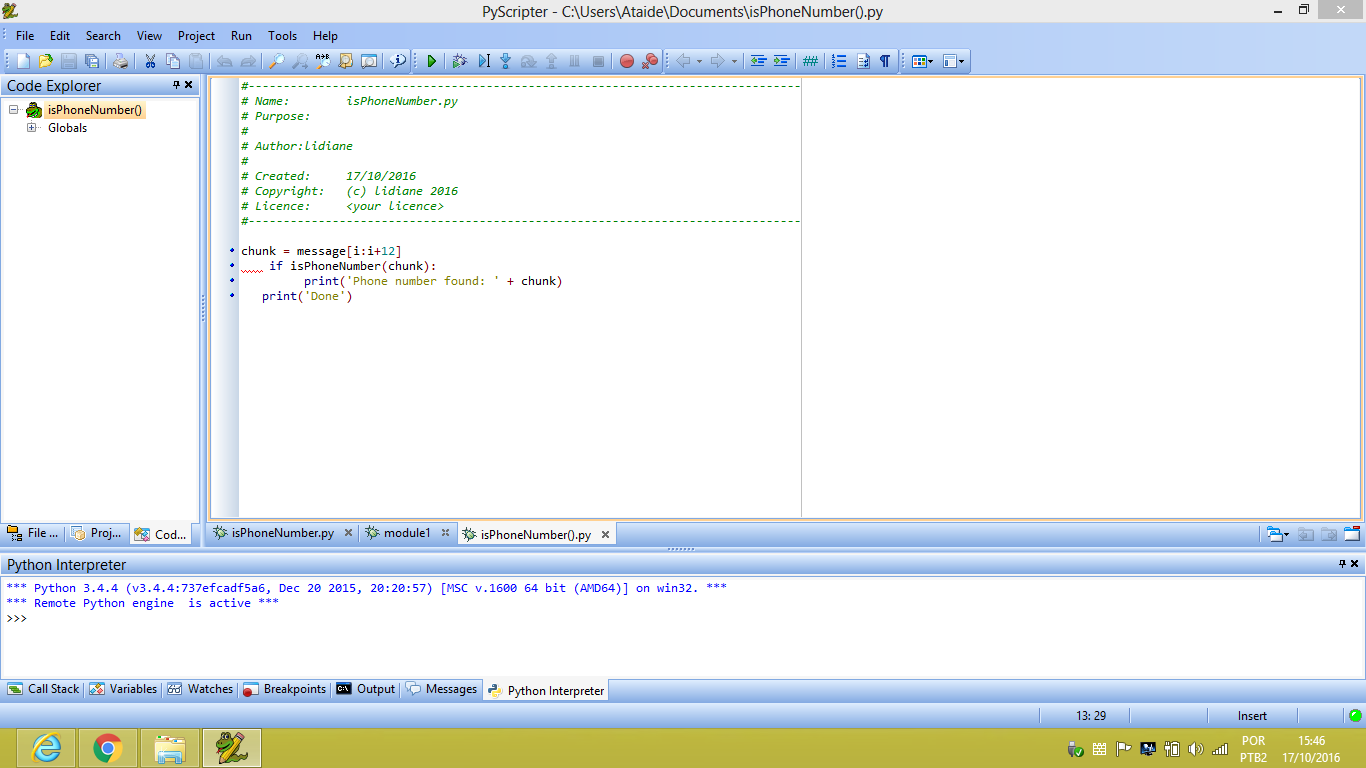 PyScripter - C:\Users\Ataide\Documents\isPhoneNumber().py
File Edit Search View Project Run Tools Help
Code Explorer
isPhoneNumber()
Globals
#-------------------------------------------------------------------------------
# Name:        isPhoneNumber.py
# Purpose:
#
# Author:lidiane
#
# Created:     17/10/2016
# Copyright:   (c) lidiane 2016
# Licence:     <your licence>
#-------------------------------------------------------------------------------
chunk = message[i:i+12]
    if isPhoneNumber(chunk):
         print('Phone number found: ' + chunk)
   print('Done')
File ... Proj... Cod...
isPhoneNumber.py module1 isPhoneNumber().py
Python Interpreter
*** Python 3.4.4 (v3.4.4:737efcadf5a6, Dec 20 2015, 20:20:57) [MSC v.1600 64 bit (AMD64)] on win32. ***
*** Remote Python engine  is active ***
>>>
Call Stack Variables Watches Breakpoints Output Messages Python Interpreter
13: 29 Insert
POR 15:46
PTB2 17/10/2016